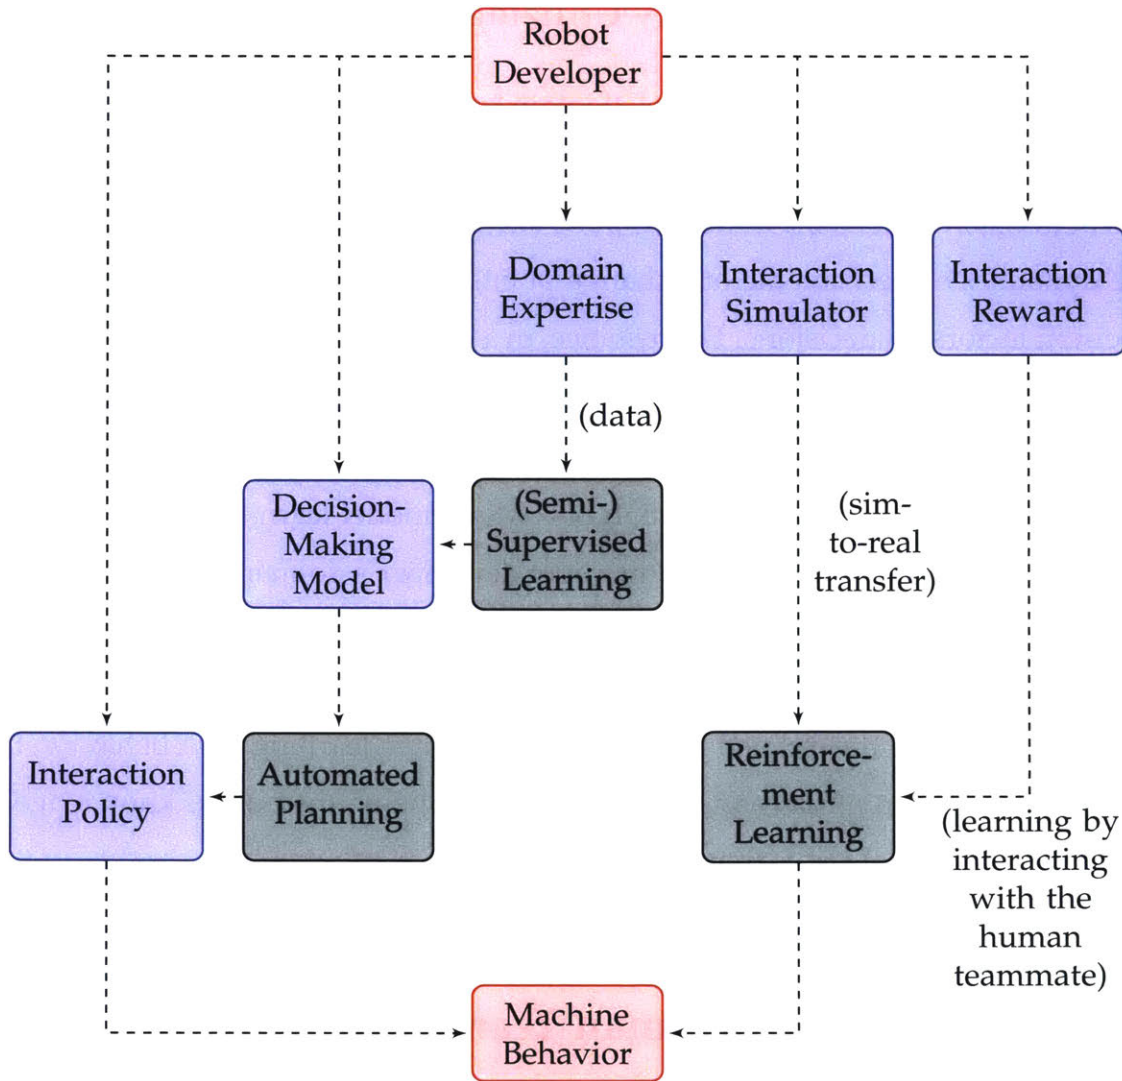 Robot
Developer
Domain
Expertise
Interaction
Simulator
Interaction
Reward
(data)
Decision-
Making
Model
(Semi-)
Supervised
Learning
(sim-
to-real
transfer)
Interaction
Policy
Automated
Planning
Reinforce-
ment
Learning
(learning by
interacting
with the
human
teammate)
Machine
Behavior